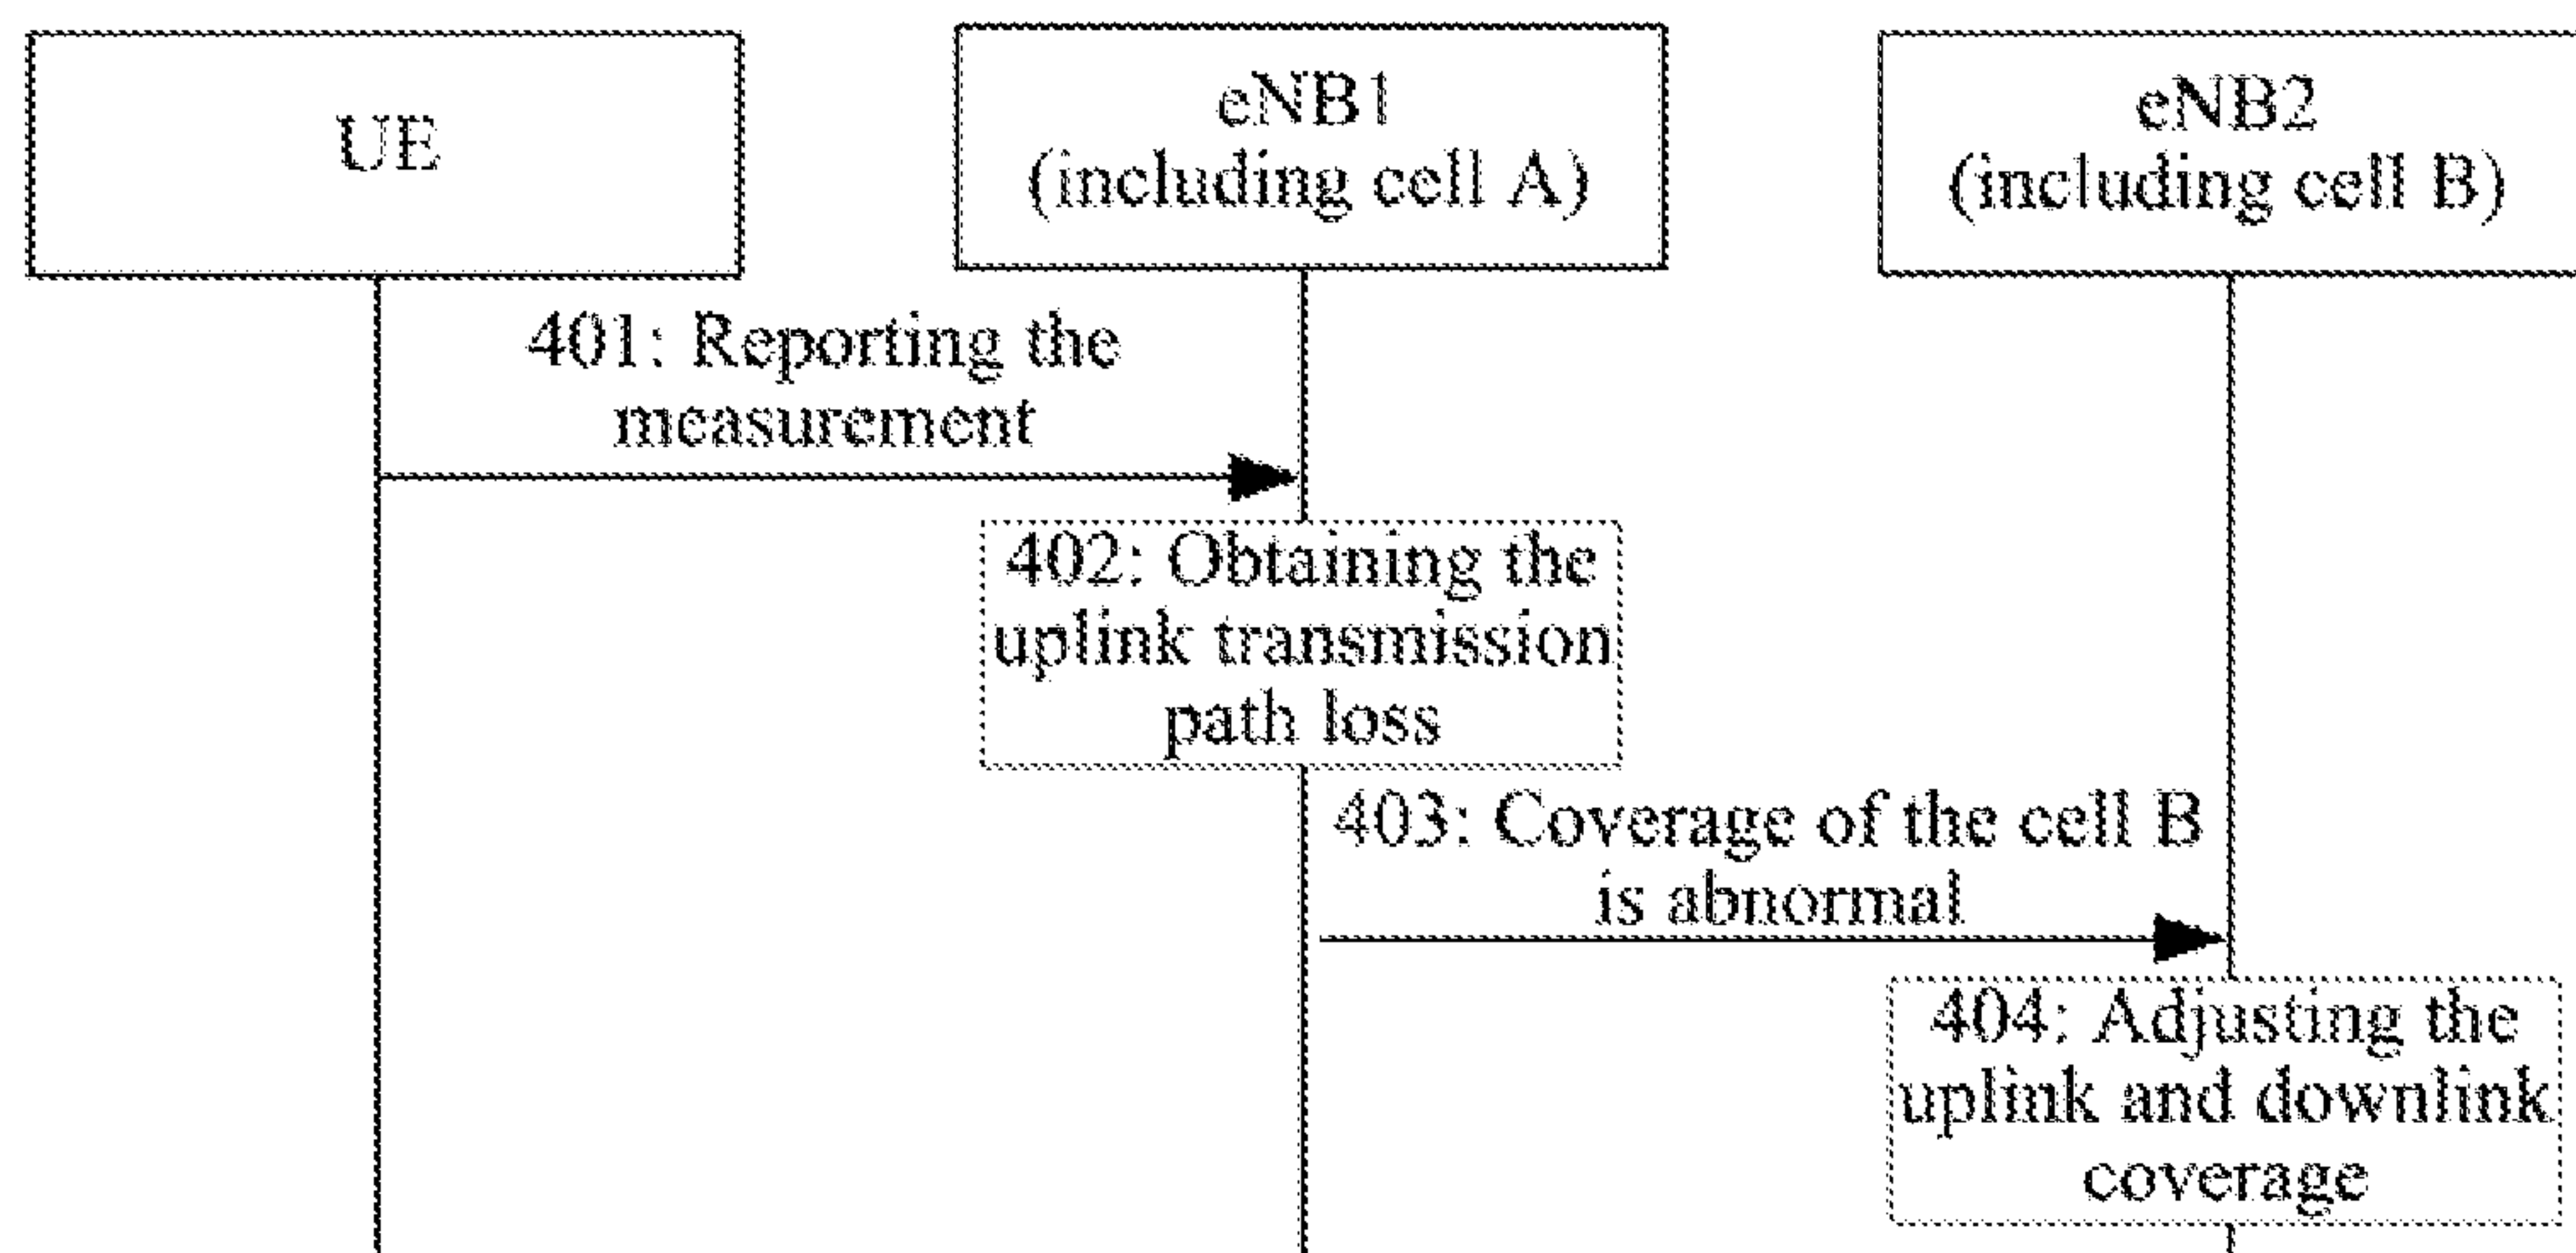 UE
eNB1
(including cell A)
eNB2
(including cell B)
401: Reporting the
measurement
402: Obtaining the
uplink transmission
path loss
403: Coverage of the cell B
is abnormal
404: Adjusting the
uplink and downlink
coverage